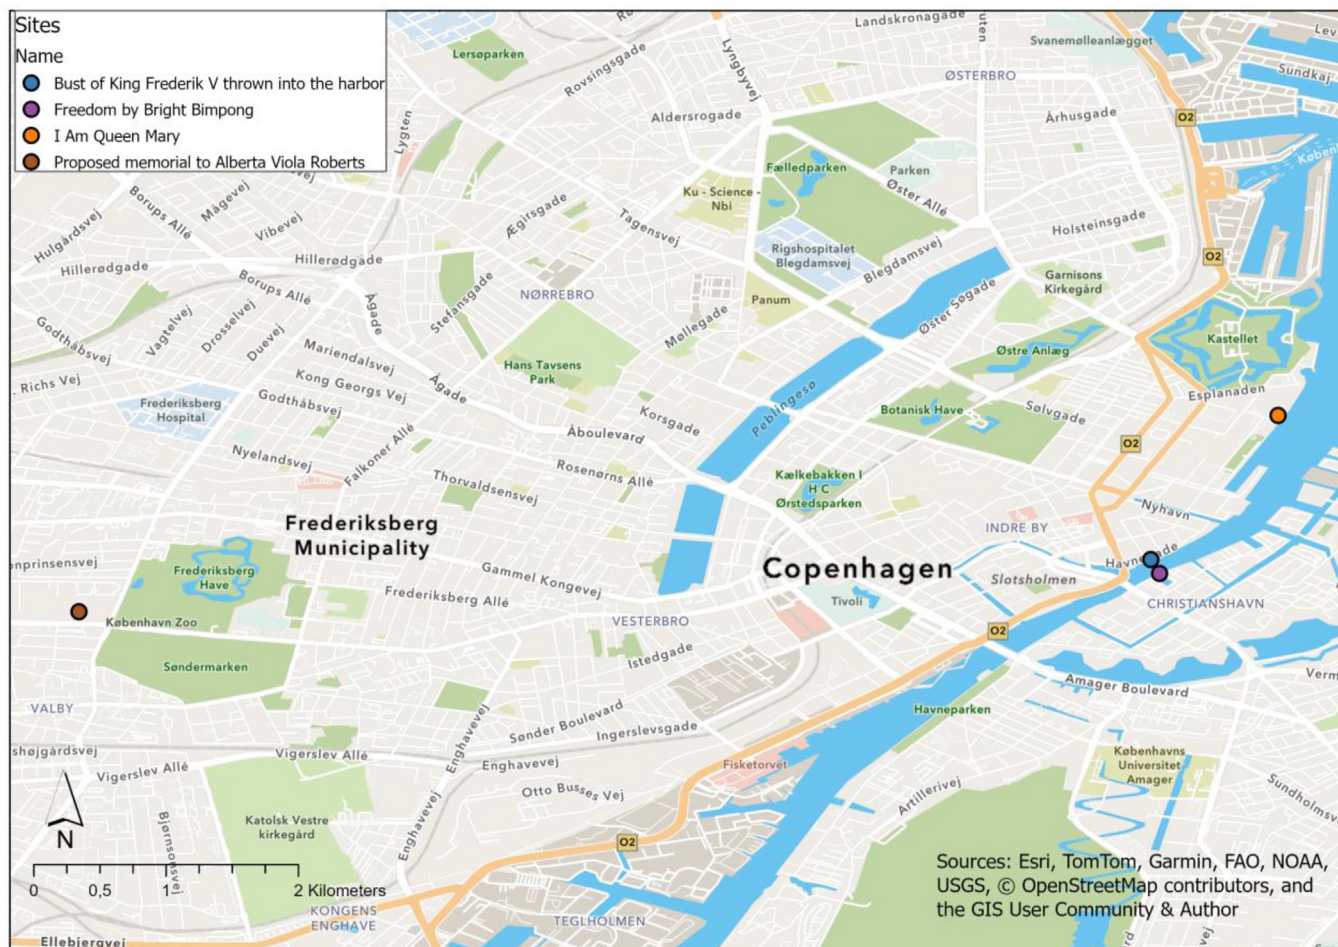 Sites
Name
Bust of King Frederik V thrown into the harbor
Freedom by Bright Bimpong
I Am Queen Mary
Proposed memorial to Alberta Viola Roberts
Landskronagade
Svanemølleanlægget
Lersøparken
Rovsingsgade
Lyngbyvej
ØSTERBRO
Sundkaj
Lygten
Aldersrogade
Århusgade
O2
Fælledparken
Parken
Ku - Science -
Nbi
Øster Allé
Borups Allé
Mågevej
Vibevej
Ægirsgade
Tagensvej
Holsteinsgade
Hulgårdsvej
Rigshospitalet
Blegdamsvej
Blegdamsvej
O2
Hillerødgade
Hillerødgade
Borups Allé
Garnisons
Kirkegård
NØRREBRO
Panum
Stefansgade
Ågade
Øster Søgade
Møllegade
Godthåbsvej
Vagtelvej
Drosselvej
Duevej
Mariendalsvej
Østre Anlæg
Kastellet
Hans Tavsens
Park
Richs Vej
Kong Georgs Vej
Ågade
Peblingesø
Esplanaden
Frederiksberg
Hospital
Godthåbsvej
Korsgade
Botanisk Have
Sølvgade
Åboulevard
Falkoner Allé
O2
Nyelandsvej
Rosenørns Allé
Thorvaldsensvej
Kælkebakken I
H C
Ørstedsparken
Nyhavn
Frederiksberg
Municipality
INDRE BY
Gammel Kongevej
Copenhagen
Slotsholmen
Frederiksberg
Have
Frederiksberg Allé
Tivoli
CHRISTIANSHAVN
København Zoo
VESTERBRO
O2
Istedgade
Søndermarken
Amager Boulevard
VALBY
Havneparken
Sønder Boulevard
Ingerslevsgade
Enghavevej
Vigerslev Allé
Vigerslev Allé
Enghavevej
Fisketorvet
Københavns
Universitet
Amager
Otto Busses Vej
Artillerivej
Katolsk Vestre
kirkegård
Bjørnsonsvej
Enghavevej
O2
N
0 0,5 1 2 Kilometers
KONGENS
ENGHAVE
TEGLHOLMEN
Ellebjergvej
Sources: Esri, TomTom, Garmin, FAO, NOAA,
USGS, © OpenStreetMap contributors, and
the GIS User Community & Author